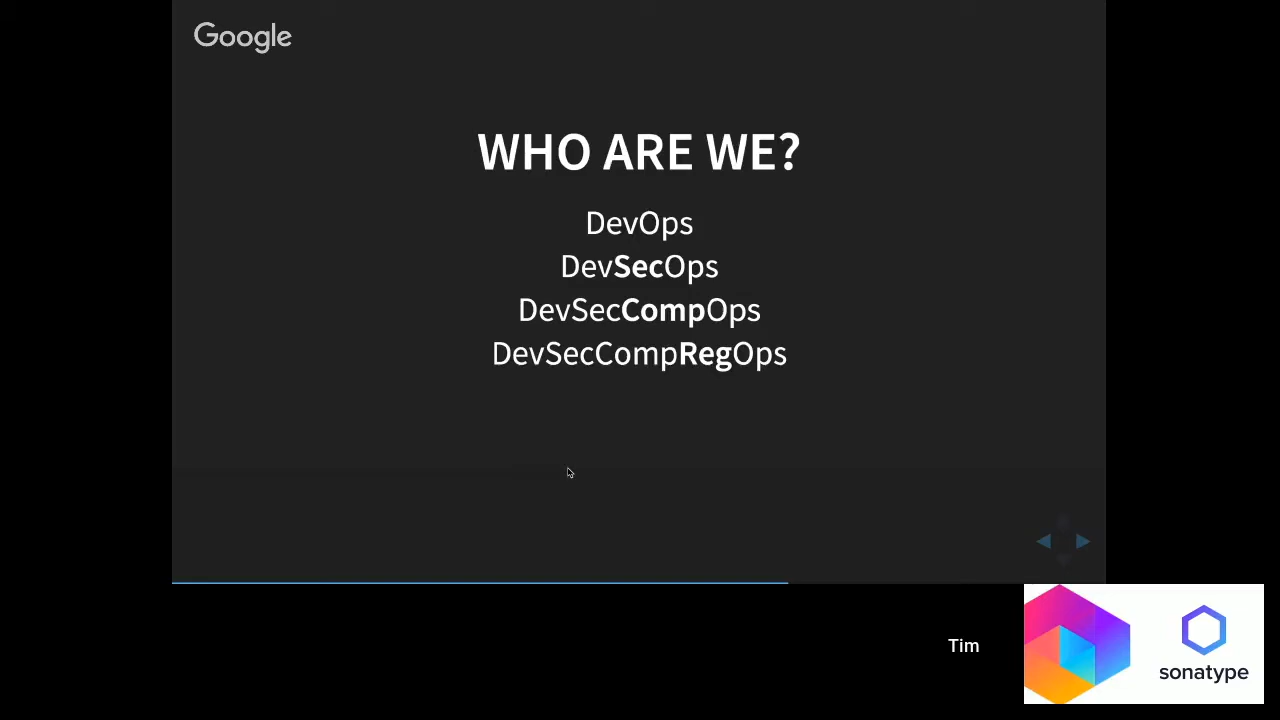 Google
WHO ARE WE?
DevOps
DevSecOps
DevSecCompOps
DevSecCompRegOps
Tim
sonatype